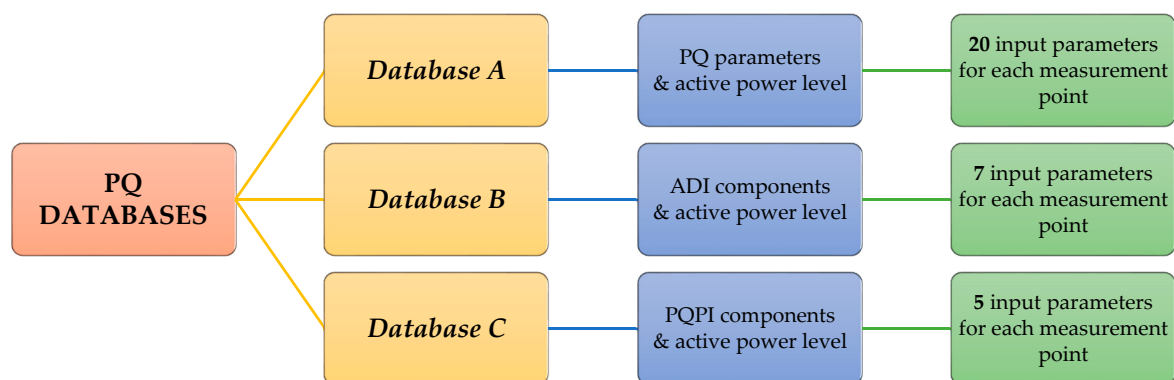 PQ
DATABASES
Database A
PQ parameters
& active power level
20 input parameters
for each measurement
point
Database B
ADI components
& active power level
7 input parameters
for each measurement
point
Database C
PQPI components
& active power level
5 input parameters
for each measurement
point